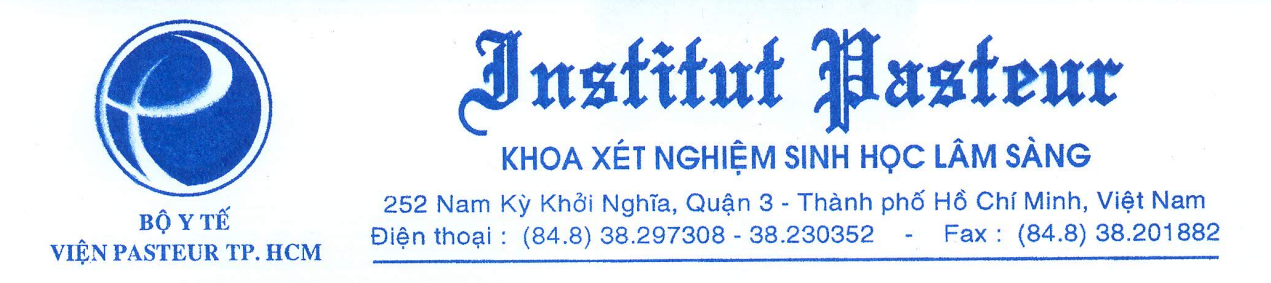 BỘ Y TẾ
VIỆN PASTEUR TP. HCM
Institut Pasteur
KHOA XÉT NGHIỆM SINH HỌC LÂM SÀNG
252 Nam Kỳ Khởi Nghĩa, Quận 3 - Thành phố Hồ Chí Minh, Việt Nam
Điện thoại : (84.8) 38.297308 - 38.230352 - Fax : (84.8) 38.201882